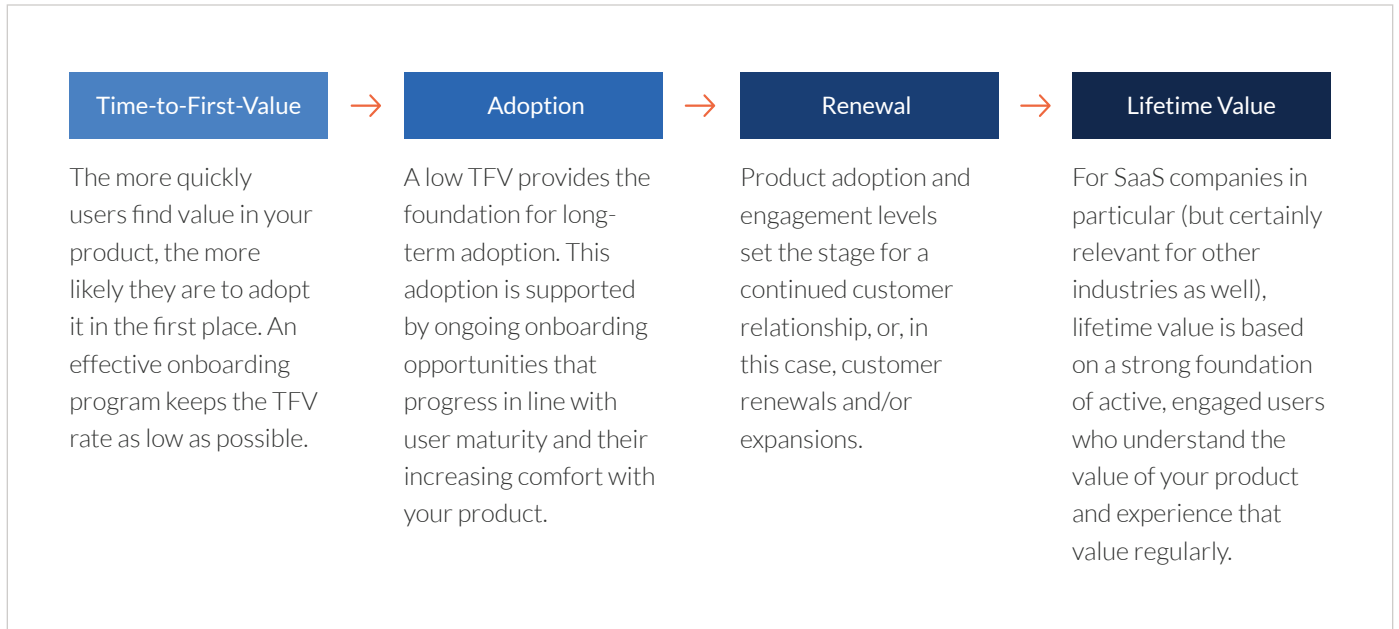 Time-to-First-Value
The more quickly
users find value in your
product, the more
likely they are to adopt
it in the first place. An
effective onboarding
program keeps the TFV
rate as low as possible.
Adoption
A low TFV provides the
foundation for long-
term adoption. This
adoption is supported
by ongoing onboarding
opportunities that
progress in line with
user maturity and their
increasing comfort with
your product.
Renewal
Product adoption and
engagement levels
set the stage for a
continued customer
relationship, or, in
this case, customer
renewals and/or
expansions.
Lifetime Value
For SaaS companies in
particular (but certainly
relevant for other
industries as well),
lifetime value is based
on a strong foundation
of active, engaged users
who understand the
value of your product
and experience that
value regularly.